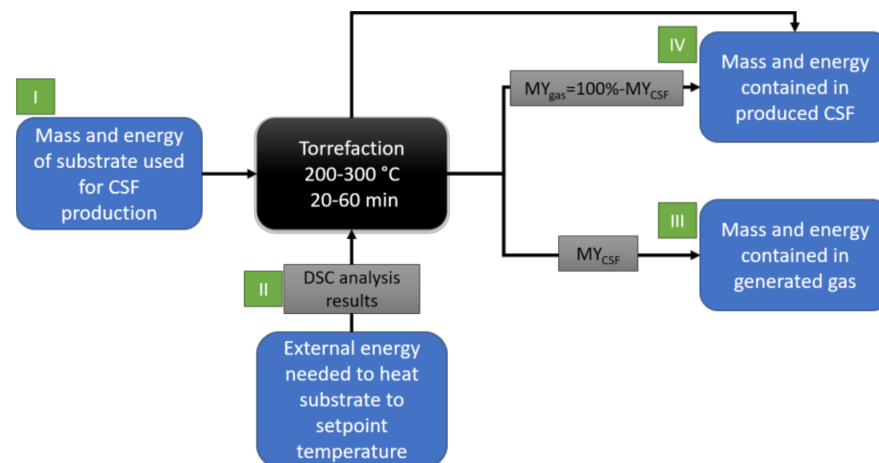 I
Mass and energy
of substrate used
for CSF
production
Torrefaction
200-300 °C
20-60 min
II
DSC analysis
results
External energy
needed to heat
substrate to
setpoint
temperature
MYgas=100%-MYCSF
IV
Mass and energy
contained in
produced CSF
MYCSF
III
Mass and energy
contained in
generated gas